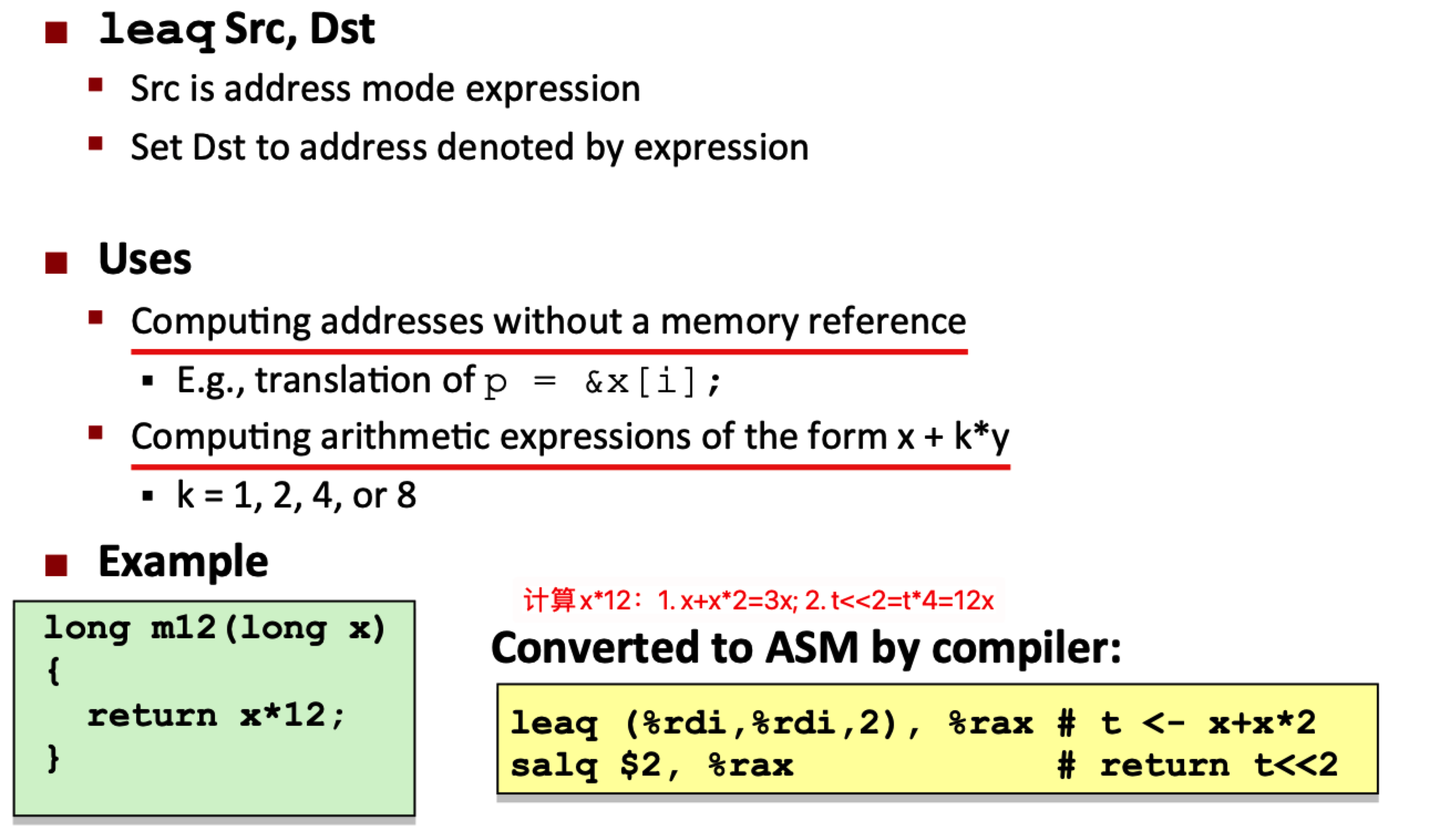 leaq Src, Dst
Src is address mode expression
Set Dst to address denoted by expression
Uses
Computing addresses without a memory reference
E.g., translation of p = &x[i];
Computing arithmetic expressions of the form x + k*y
k = 1, 2, 4, or 8
Example
long m12(long x)
{
  return x*12;
}
计算x*12：1. x+x*2=3x; 2. t<<2=t*4=12x
Converted to ASM by compiler:
leaq (%rdi,%rdi,2), %rax # t <- x+x*2
salq $2, %rax            # return t<<2